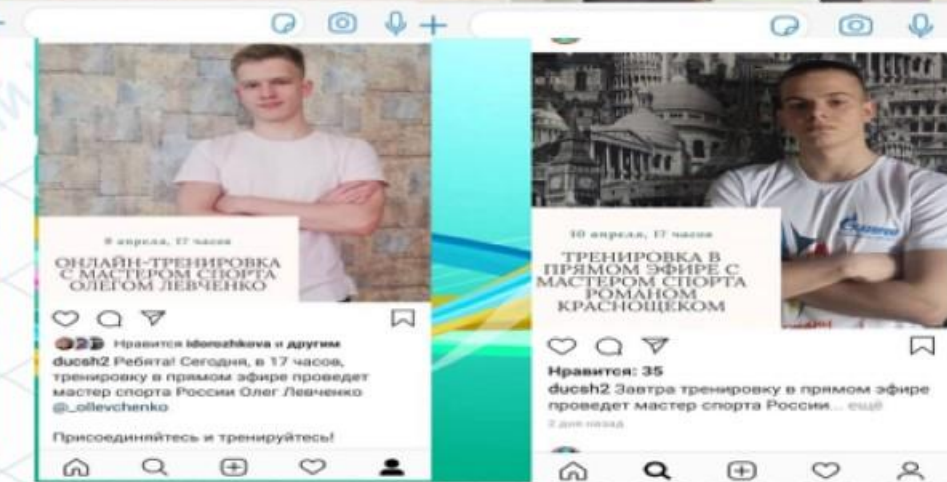 9 апреля, 17 часов
ОНЛАЙН-ТРЕНИРОВКА
С МАСТЕРОМ СПОРТА
ОЛЕГОМ ЛЕВЧЕНКО
Нравится idorozhkova и другим
ducsh2 Ребята! Сегодня, в 17 часов,
тренировку в прямом эфире проведет
мастер спорта России Олег Левченко
@_ollevchenko
Присоединяйтесь и тренируйтесь!
10 апреля, 17 часов
ТРЕНИРОВКА В
ПРЯМОМ ЭФИРЕ С
МАСТЕРОМ СПОРТА
РОМАНОМ
КРАСНОЩЕКОМ
Нравится: 35
ducsh2 Завтра тренировку в прямом эфире
проведет мастер спорта России... ещё
2 дня назад